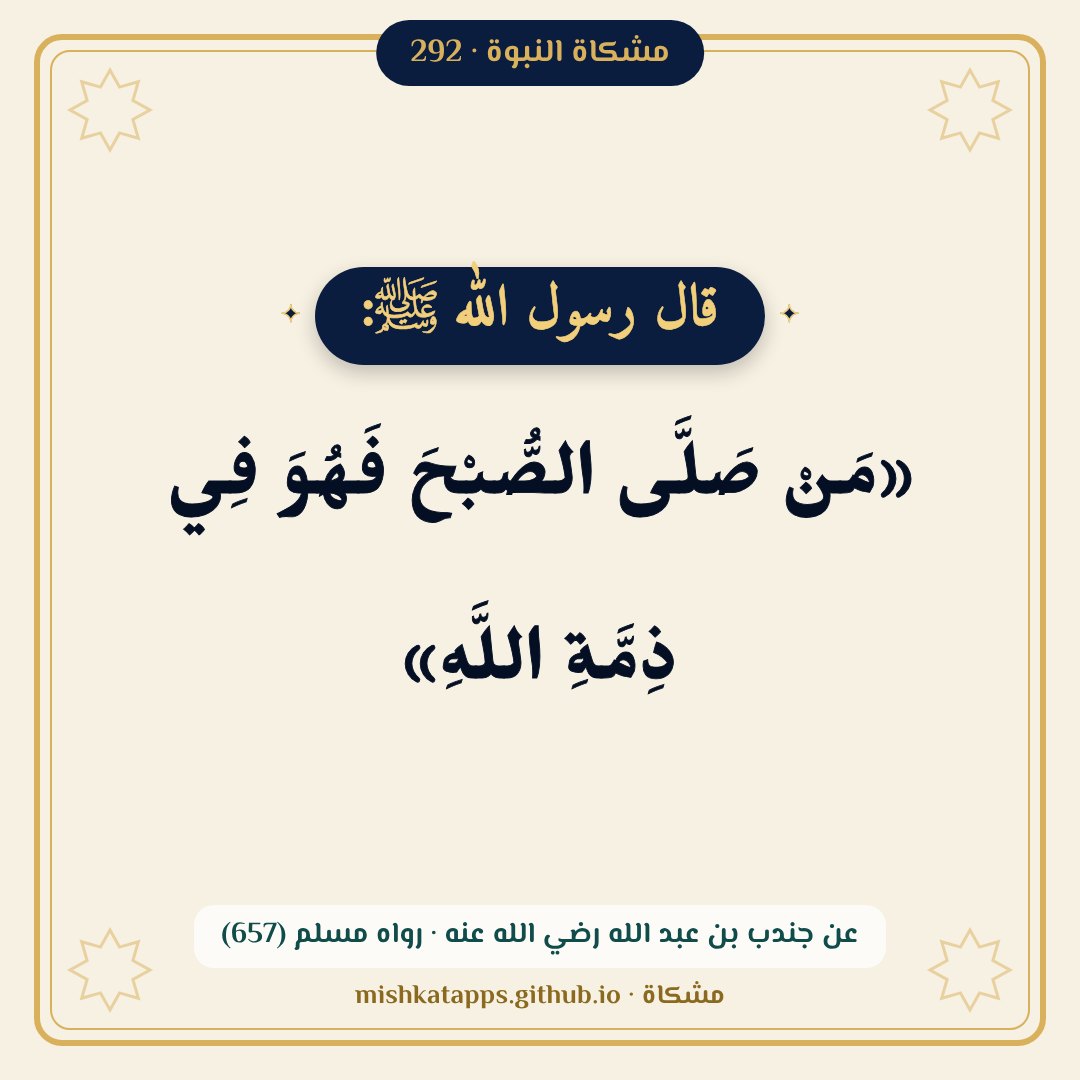 مشكاة النبوة · 292
قال رسول الله ﷺ:
«مَنْ صَلَّى الصُّبْحَ فَهُوَ فِي
ذِمَّةِ اللَّهِ»
عن جندب بن عبد الله رضي الله عنه · رواه مسلم (657)
مشكاة · mishkatapps.github.io